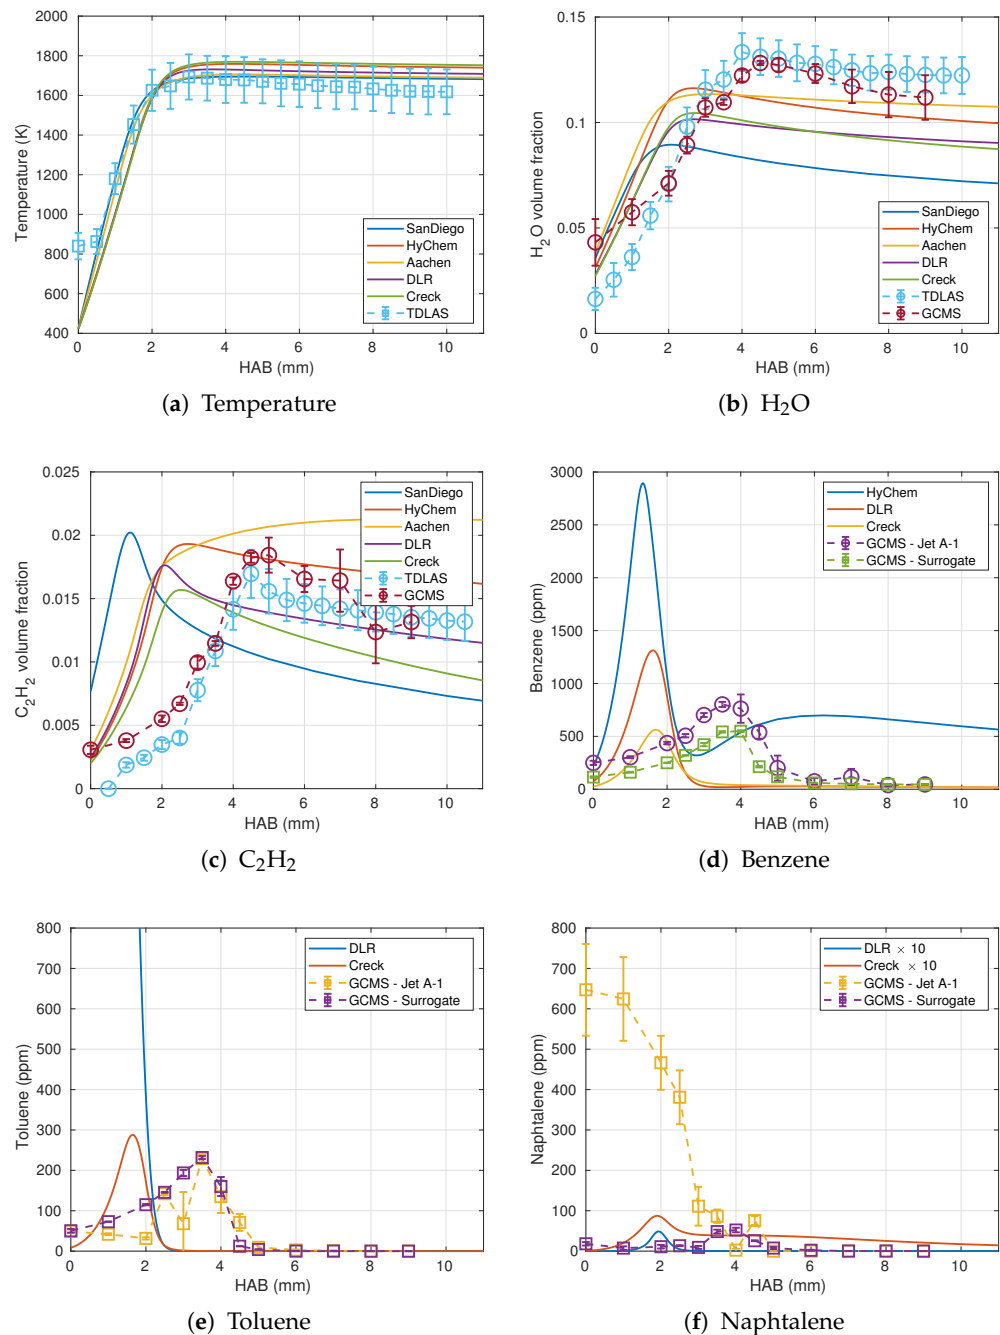 2000
1800
1600
1400
1200
1000
800
600
400
0 2 4 6 8 10
Temperature (K)
HAB (mm)
SanDiego
HyChem
Aachen
DLR
Creck
TDLAS
(a) Temperature
0.15
0.1
0.05
0
0 2 4 6 8 10
H₂O volume fraction
HAB (mm)
SanDiego
HyChem
Aachen
DLR
Creck
TDLAS
GCMS
(b) H₂O
0.025
0.02
0.015
0.01
0.005
0
0 2 4 6 8 10
C₂H₂ volume fraction
HAB (mm)
SanDiego
HyChem
Aachen
DLR
Creck
TDLAS
GCMS
(c) C₂H₂
3000
2500
2000
1500
1000
500
0
0 2 4 6 8 10
Benzene (ppm)
HAB (mm)
HyChem
DLR
Creck
GCMS - Jet A-1
GCMS - Surrogate
(d) Benzene
800
700
600
500
400
300
200
100
0
0 2 4 6 8 10
Toluene (ppm)
HAB (mm)
DLR
Creck
GCMS - Jet A-1
GCMS - Surrogate
(e) Toluene
800
700
600
500
400
300
200
100
0
0 2 4 6 8 10
Naphtalene (ppm)
HAB (mm)
DLR × 10
Creck × 10
GCMS - Jet A-1
GCMS - Surrogate
(f) Naphtalene